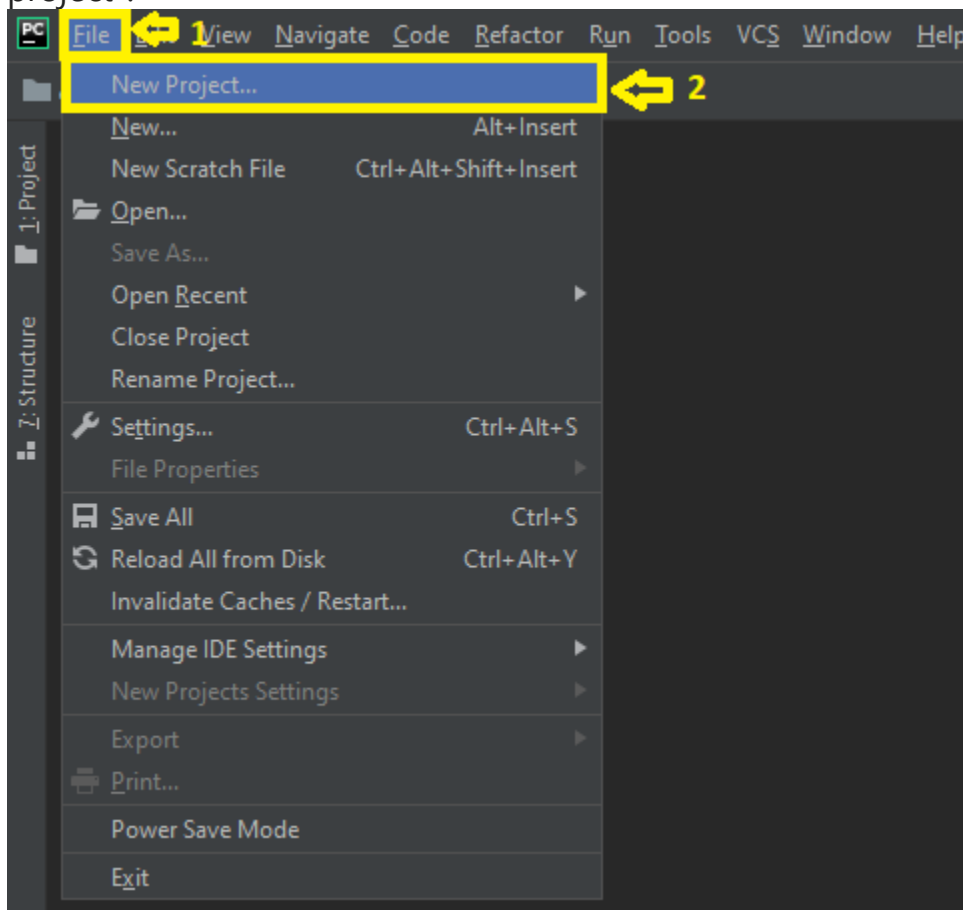 project".
PC File 1 View Navigate Code Refactor Run Tools VCS Window Help
New Project... 2
New... Alt+Insert
New Scratch File Ctrl+Alt+Shift+Insert
1: Project
Open...
Save As...
Open Recent
Close Project
Rename Project...
7: Structure
Settings... Ctrl+Alt+S
File Properties
Save All Ctrl+S
Reload All from Disk Ctrl+Alt+Y
Invalidate Caches / Restart...
Manage IDE Settings
New Projects Settings
Export
Print...
Power Save Mode
Exit